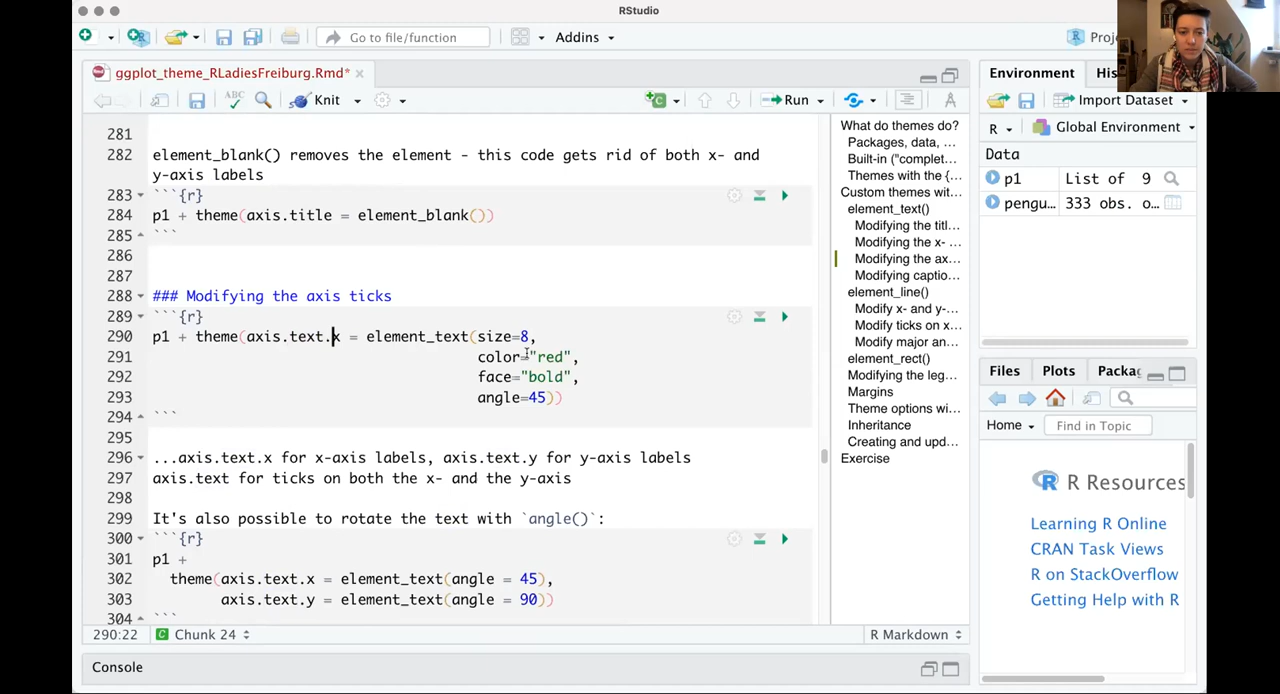 RStudio
Go to file/function
Addins
Proje
ggplot_theme_RLadiesFreiburg.Rmd*
ABC
Knit
Run
281
282 element_blank() removes the element - this code gets rid of both x- and
y-axis labels
283 ```{r}
284 p1 + theme(axis.title = element_blank())
285 ```
286
287
288 ### Modifying the axis ticks
289 ```{r}
290 p1 + theme(axis.text.x = element_text(size=8,
291 color="red",
292 face="bold",
293 angle=45))
294 ```
295
296 ...axis.text.x for x-axis labels, axis.text.y for y-axis labels
297 axis.text for ticks on both the x- and the y-axis
298
299 It's also possible to rotate the text with `angle()`:
300 ```{r}
301 p1 +
302 theme(axis.text.x = element_text(angle = 45),
303 axis.text.y = element_text(angle = 90))
304 ```
290:22 Chunk 24 R Markdown
Console
What do themes do?
Packages, data, ...
Built-in ("complet...
Themes with the {...
Custom themes wit...
element_text()
Modifying the titl...
Modifying the x- ...
Modifying the ax...
Modifying captio...
element_line()
Modify x- and y-...
Modify ticks on x...
Modify major an...
element_rect()
Modifying the leg...
Margins
Theme options wi...
Inheritance
Creating and upd...
Exercise
Environment His
Import Dataset
R Global Environment
Data
p1 List of 9
pengu... 333 obs. o...
Files Plots Packag
Home Find in Topic
R Resources
Learning R Online
CRAN Task Views
R on StackOverflow
Getting Help with R